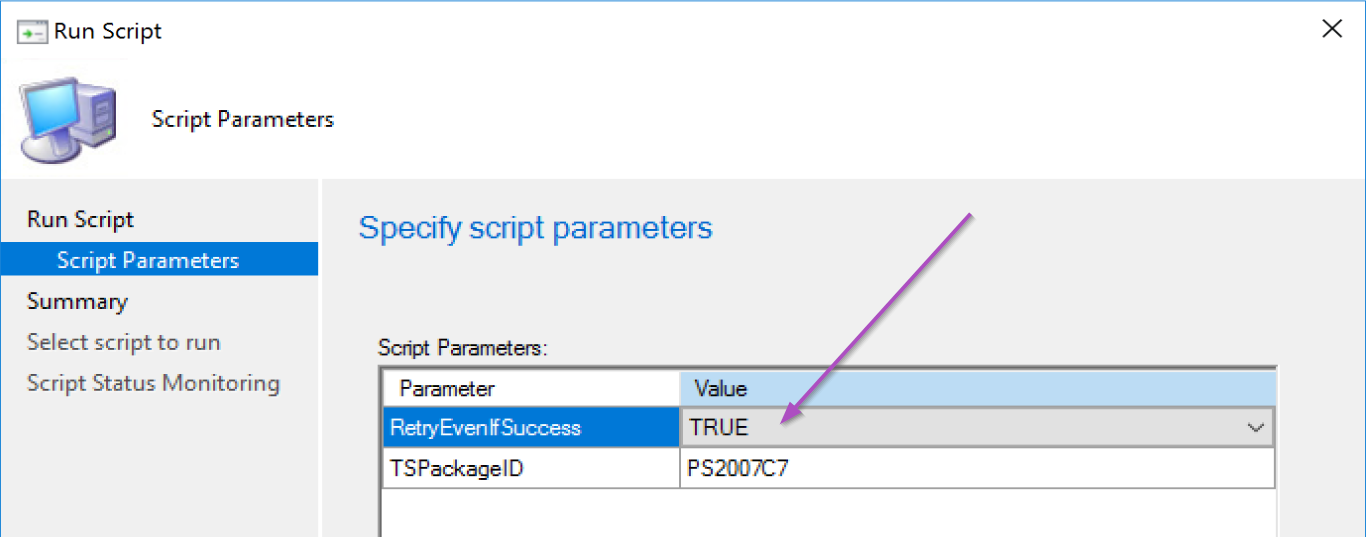 Run Script
Script Parameters
Run Script
Script Parameters
Summary
Select script to run
Script Status Monitoring
Specify script parameters
Script Parameters:
Parameter Value
RetryEvenIfSuccess TRUE
TSPackageID PS2007C7